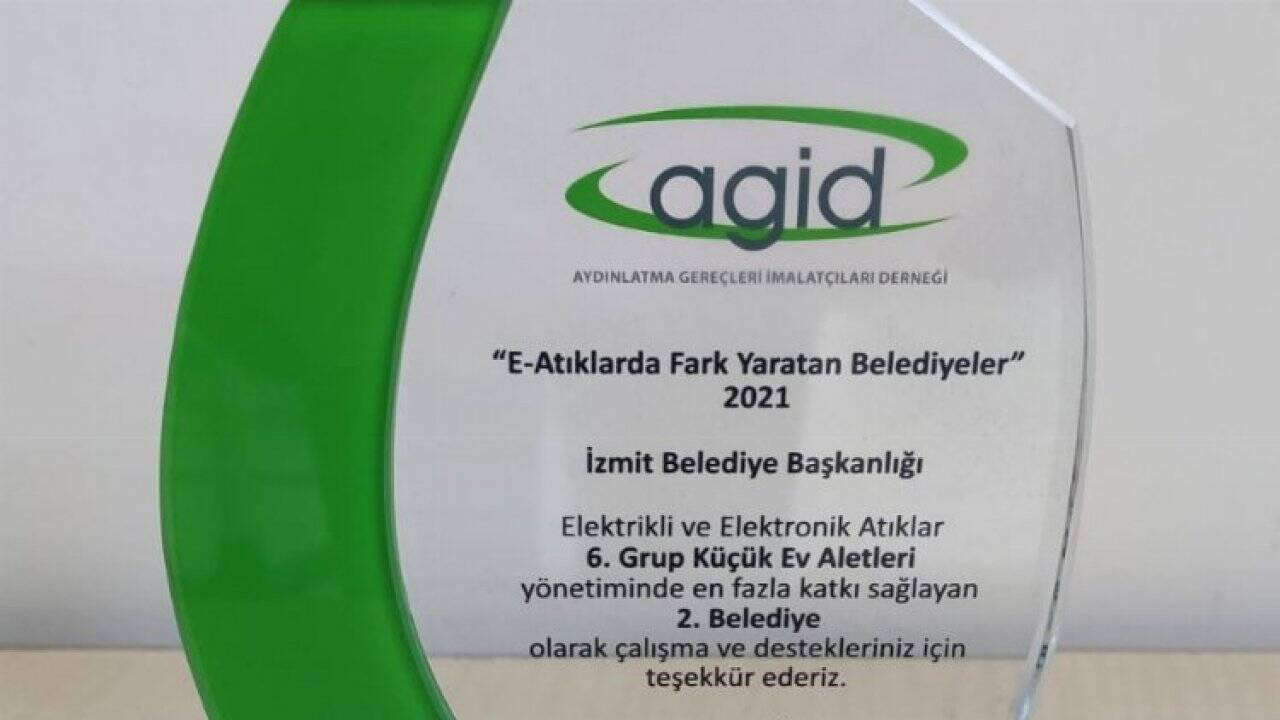 agid
AYDINLATMA GEREÇLERİ İMALATÇILARI DERNEĞİ
“E-Atıklarda Fark Yaratan Belediyeler”
2021
İzmit Belediye Başkanlığı
Elektrikli ve Elektronik Atıklar
6. Grup Küçük Ev Aletleri
yönetiminde en fazla katkı sağlayan
2. Belediye
olarak çalışma ve destekleriniz için
teşekkür ederiz.